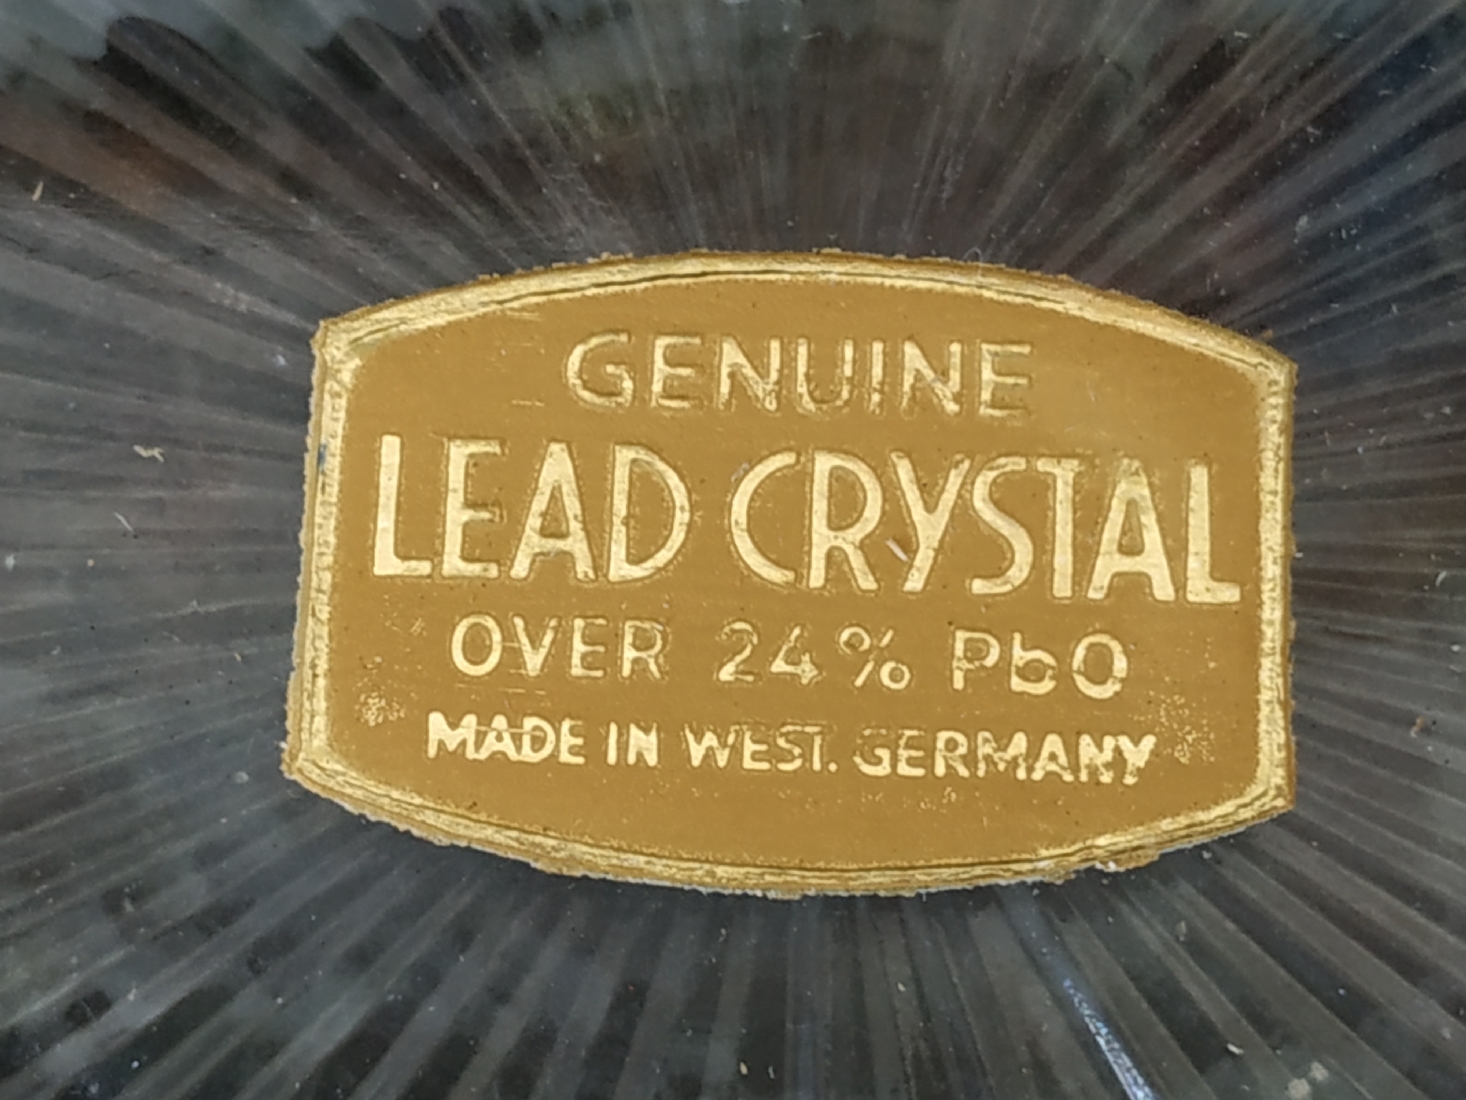 GENUINE
LEAD CRYSTAL
OVER 24% PbO
MADE IN WEST. GERMANY